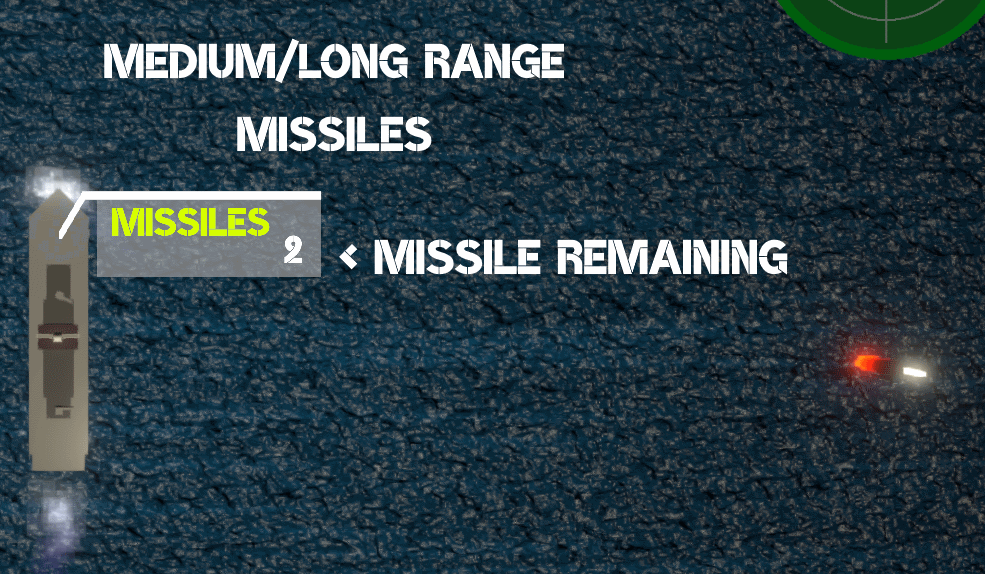 MEDIUM/LONG RANGE
MISSILES
MISSILES
2
< MISSILE REMAINING